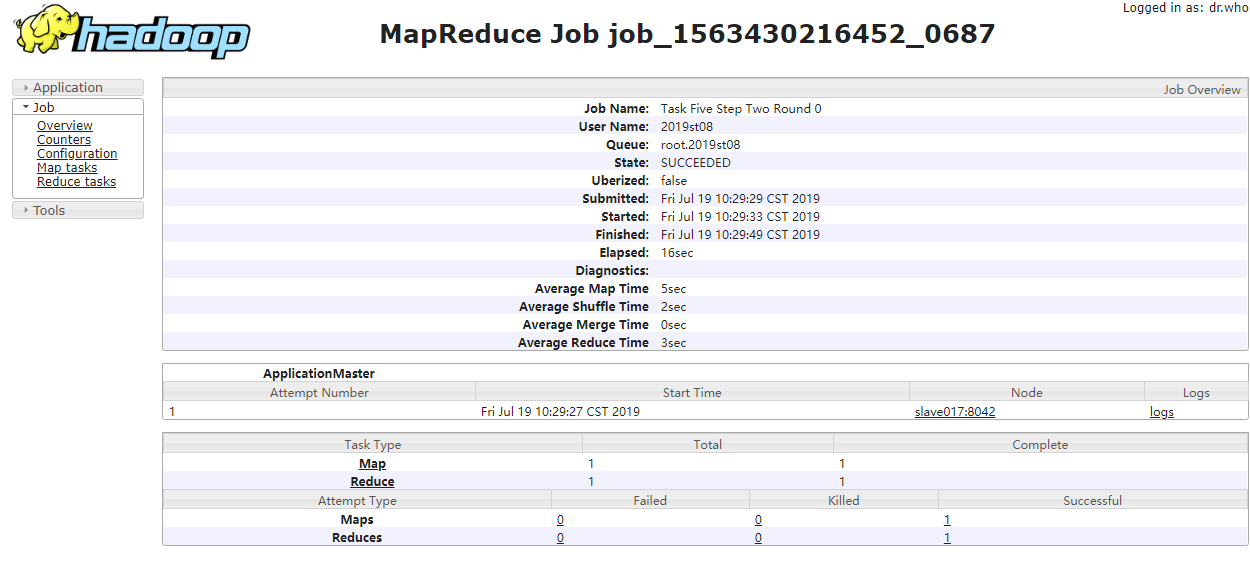 Logged in as: dr.who
hadoop
MapReduce Job job_1563430216452_0687
Application
Job
Overview
Counters
Configuration
Map tasks
Reduce tasks
Tools
Job Overview
Job Name: Task Five Step Two Round 0
User Name: 2019st08
Queue: root.2019st08
State: SUCCEEDED
Uberized: false
Submitted: Fri Jul 19 10:29:29 CST 2019
Started: Fri Jul 19 10:29:33 CST 2019
Finished: Fri Jul 19 10:29:49 CST 2019
Elapsed: 16sec
Diagnostics:
Average Map Time 5sec
Average Shuffle Time 2sec
Average Merge Time 0sec
Average Reduce Time 3sec
ApplicationMaster
Attempt Number Start Time Node Logs
1 Fri Jul 19 10:29:27 CST 2019 slave017:8042 logs
Task Type Total Complete
Map 1 1
Reduce 1 1
Attempt Type Failed Killed Successful
Maps 0 0 1
Reduces 0 0 1